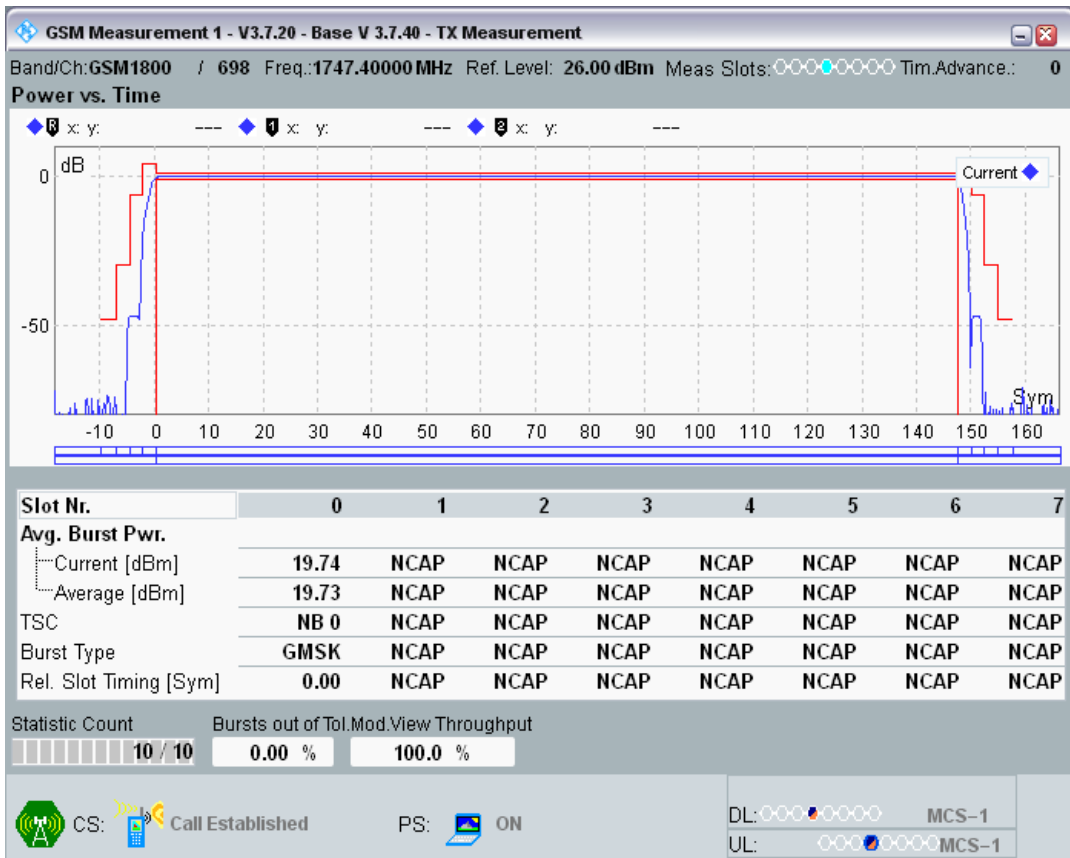 GSM Measurement 1 - V3.7.20 - Base V 3.7.40 - TX Measurement
Band/Ch:GSM1800 / 698 Freq.:1747.40000 MHz Ref. Level: 26.00 dBm Meas Slots: Tim.Advance.: 0
Power vs. Time
R x: y: --- 1 x: y: --- 2 x: y: ---
dB
Current
0
-50
Sym
-10 0 10 20 30 40 50 60 70 80 90 100 110 120 130 140 150 160
Slot Nr. 0 1 2 3 4 5 6 7
Avg. Burst Pwr.
Current [dBm] 19.74 NCAP NCAP NCAP NCAP NCAP NCAP NCAP
Average [dBm] 19.73 NCAP NCAP NCAP NCAP NCAP NCAP NCAP
TSC NB 0 NCAP NCAP NCAP NCAP NCAP NCAP NCAP
Burst Type GMSK NCAP NCAP NCAP NCAP NCAP NCAP NCAP
Rel. Slot Timing [Sym] 0.00 NCAP NCAP NCAP NCAP NCAP NCAP NCAP
Statistic Count Bursts out of Tol.Mod.View Throughput
10 / 10 0.00 % 100.0 %
DL: MCS-1
CS: Call Established PS: ON
UL: MCS-1